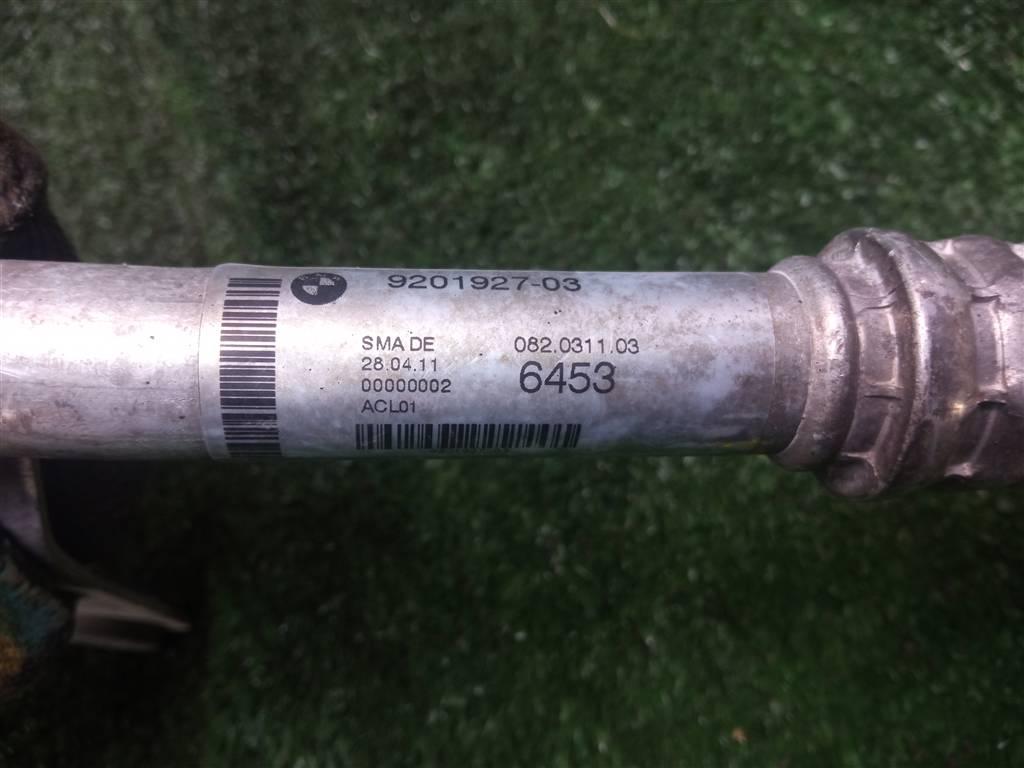 9201927-03
SMA DE 082.0311.03
28.04.11
00000002 6453
ACL01